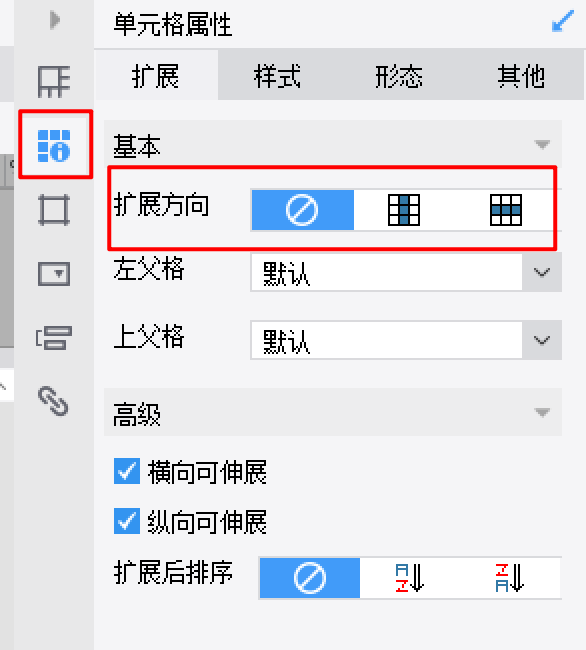 单元格属性
扩展 样式 形态 其他
基本
扩展方向
左父格 默认
上父格 默认
高级
横向可伸展
纵向可伸展
扩展后排序 A Z Z A